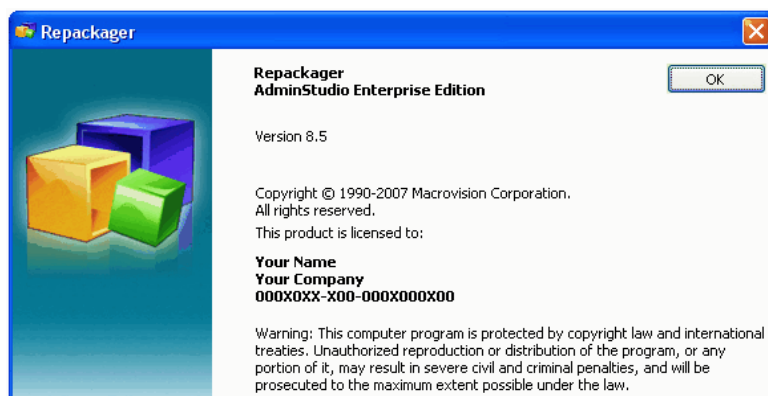 Repackager
Repackager
AdminStudio Enterprise Edition
OK
Version 8.5
Copyright © 1990-2007 Macrovision Corporation.
All rights reserved.
This product is licensed to:
Your Name
Your Company
000X0XX-X00-000X000X00
Warning: This computer program is protected by copyright law and international
treaties. Unauthorized reproduction or distribution of the program, or any
portion of it, may result in severe civil and criminal penalties, and will be
prosecuted to the maximum extent possible under the law.